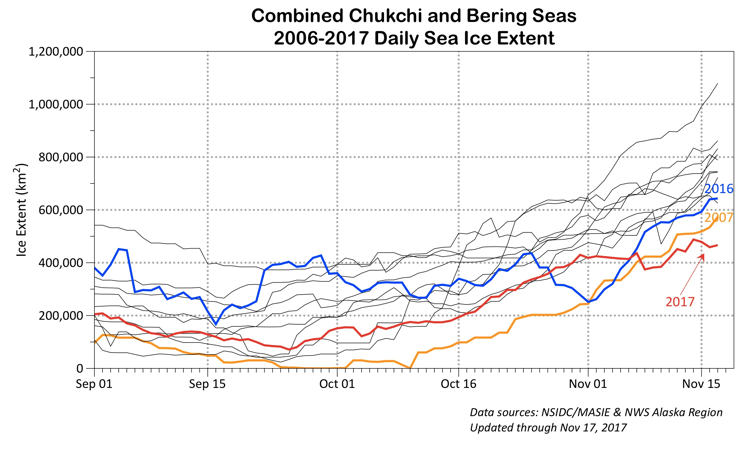 Combined Chukchi and Bering Seas
2006-2017 Daily Sea Ice Extent
Ice Extent (km²)
1,200,000
1,000,000
800,000
600,000
400,000
200,000
0
2016
2007
2017
Sep 01 Sep 15 Oct 01 Oct 16 Nov 01 Nov 15
Data sources: NSIDC/MASIE & NWS Alaska Region
Updated through Nov 17, 2017